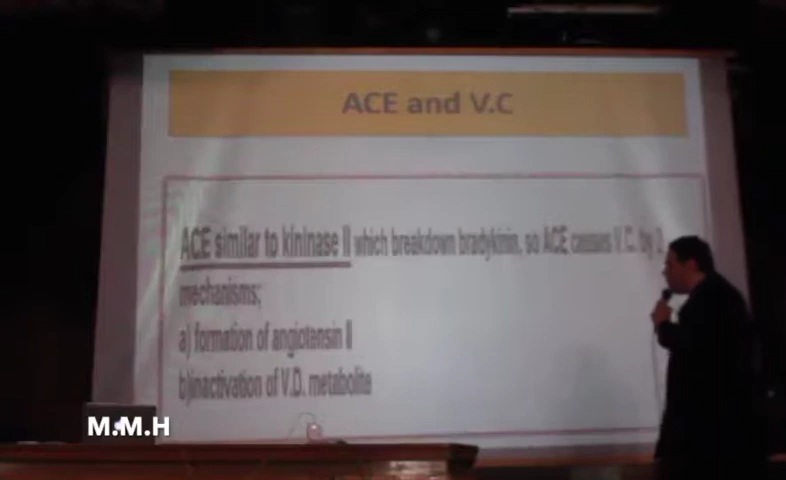 ACE and V.C
ACE similar to kininase II which breakdown bradykinin, so ACE causes V.C. by 2
mechanisms;
a) formation of angiotensin II
b)inactivation of V.D. metabolite
M.M.H